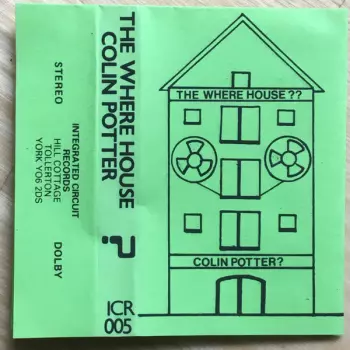 STEREO
DOLBY
INTEGRATED CIRCUIT
RECORDS
HILL COTTAGE
TOLLERTON
YORK YO6 2DS
THE WHERE HOUSE
COLIN POTTER
?
ICR
005
THE WHERE HOUSE ??
COLIN POTTER?